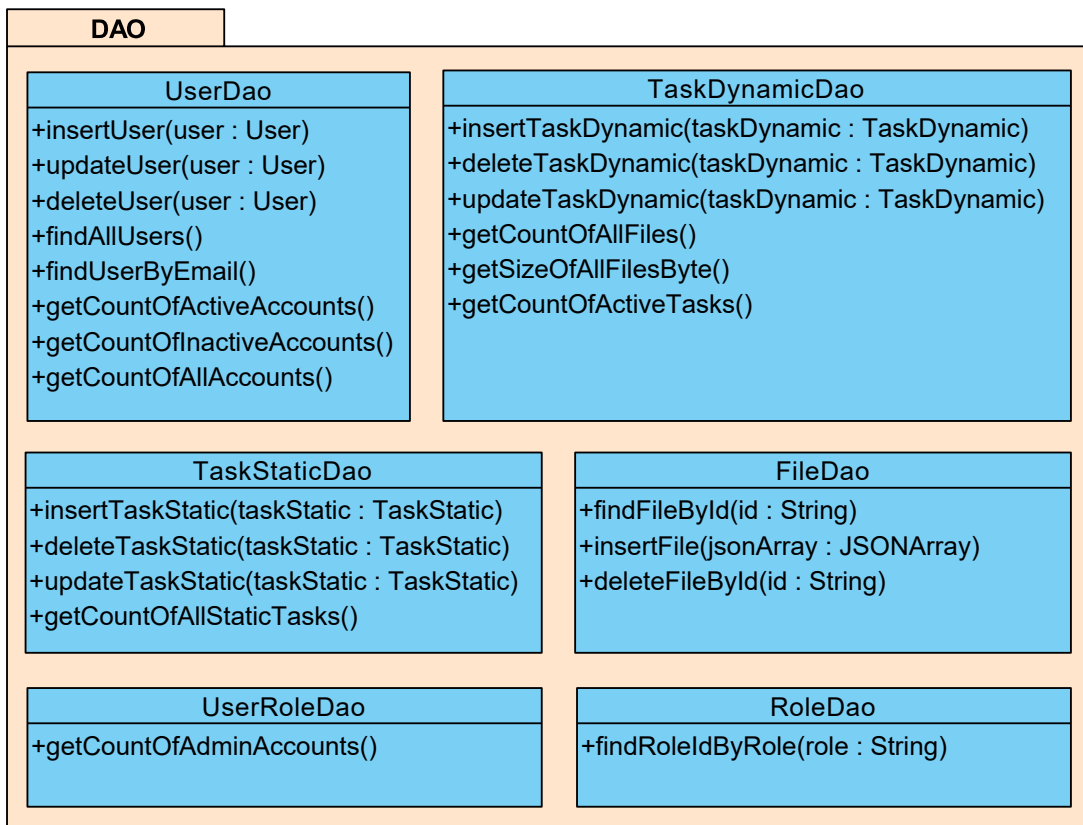 DAO
UserDao
+insertUser(user : User)
+updateUser(user : User)
+deleteUser(user : User)
+findAllUsers()
+findUserByEmail()
+getCountOfActiveAccounts()
+getCountOfInactiveAccounts()
+getCountOfAllAccounts()
TaskDynamicDao
+insertTaskDynamic(taskDynamic : TaskDynamic)
+deleteTaskDynamic(taskDynamic : TaskDynamic)
+updateTaskDynamic(taskDynamic : TaskDynamic)
+getCountOfAllFiles()
+getSizeOfAllFilesByte()
+getCountOfActiveTasks()
TaskStaticDao
+insertTaskStatic(taskStatic : TaskStatic)
+deleteTaskStatic(taskStatic : TaskStatic)
+updateTaskStatic(taskStatic : TaskStatic)
+getCountOfAllStaticTasks()
FileDao
+findFileById(id : String)
+insertFile(jsonArray : JSONArray)
+deleteFileById(id : String)
UserRoleDao
+getCountOfAdminAccounts()
RoleDao
+findRoleIdByRole(role : String)